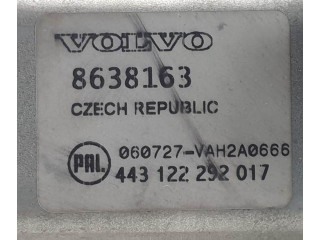 VOLVO
8638163
CZECH REPUBLIC
PAL 060727-VAH2A0666
443 122 292 017